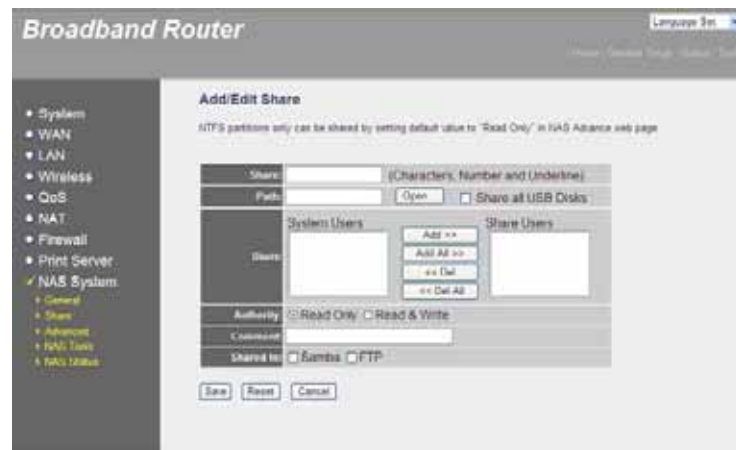 Broadband Router
Home
System
WAN
LAN
Wireless
QoS
NAT
Firewall
Print Server
NAS System
General
Share
Advanced
NAS Tools
NAS Status
Add/Edit Share
NTFS partitions only can be shared by setting default value to "Read Only" in NAS Advance web page
Share: (Characters, Number and Underline)
Path: Open Share all USB Disks
System Users Share Users
Share:
Add >>
Add All >>
<< Del
<< Del All
Authority: Read Only Read & Write
Comment:
Shared to: Samba FTP
Save Reset Cancel